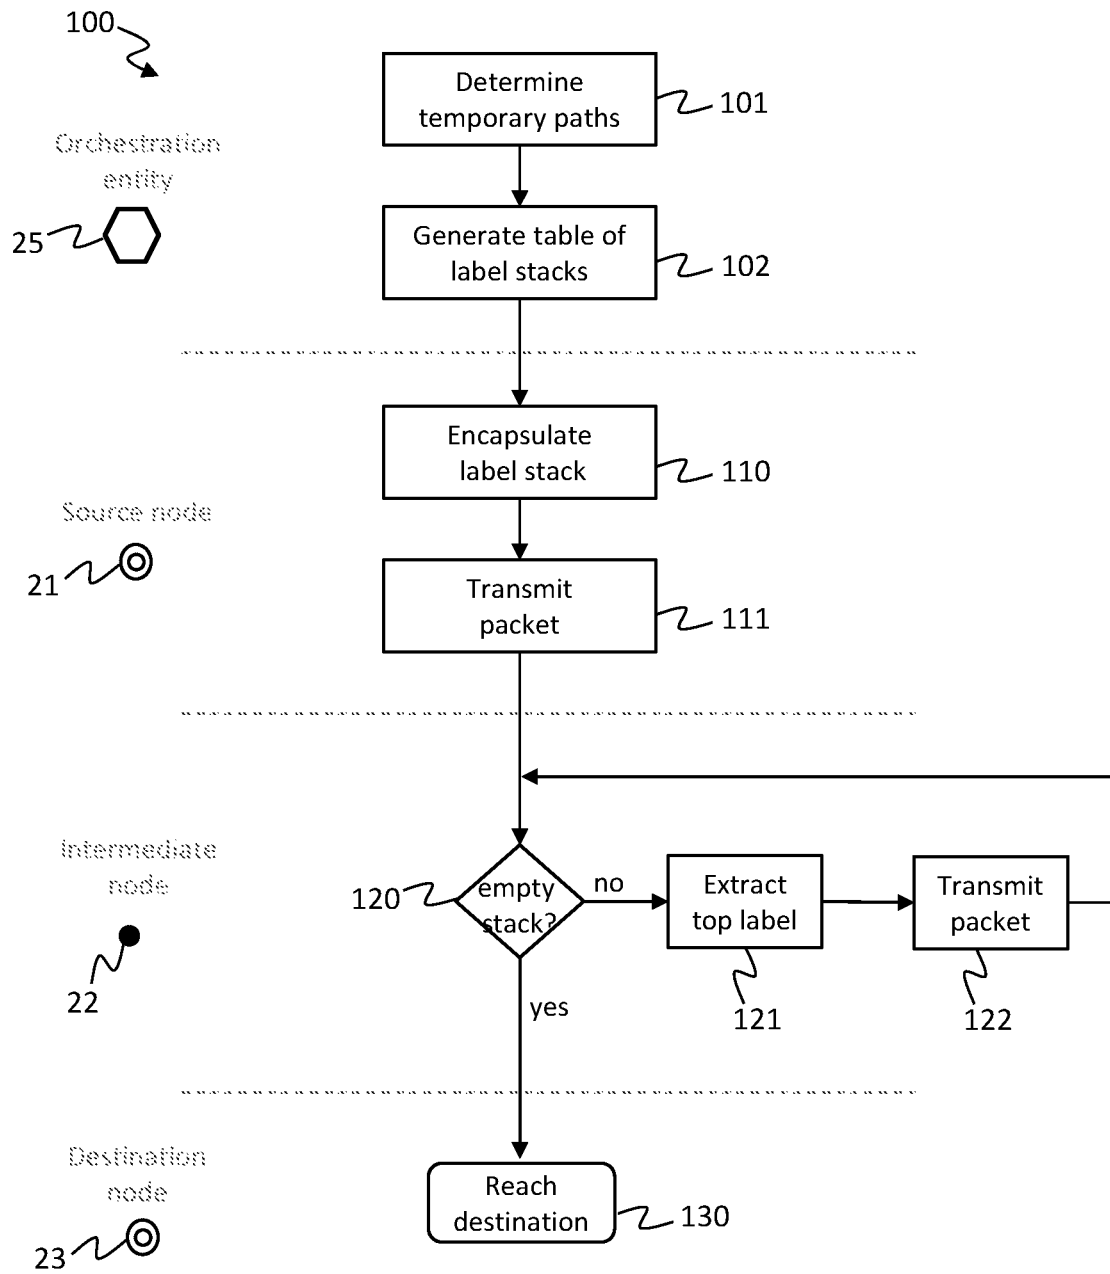 100
Determine
temporary paths
101
Orchestration
entity
25
Generate table of
label stacks
102
Encapsulate
label stack
110
Source node
21
Transmit
packet
111
Intermediate
node
22
120
empty
stack?
no
Extract
top label
121
Transmit
packet
122
yes
Destination
node
23
Reach
destination
130